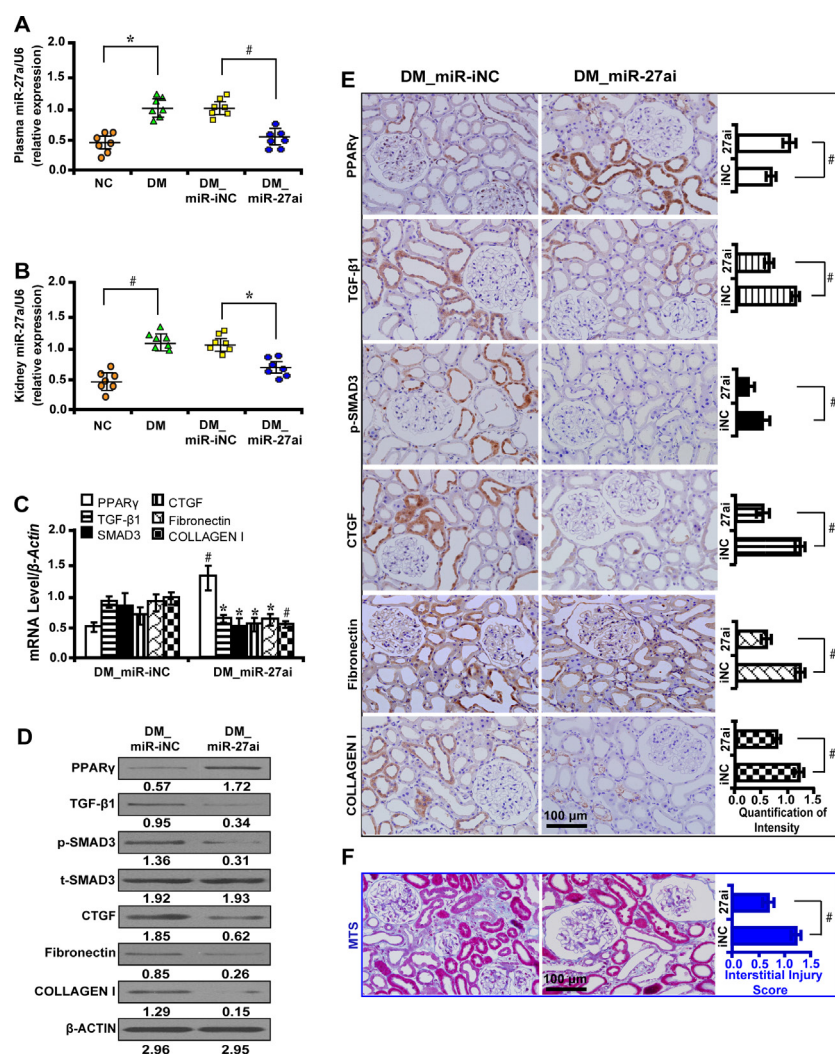 A
Plasma miR-27a/U6
(relative expression)
2.0
1.5
1.0
0.5
0.0
*
#
NC
DM
DM_
miR-iNC
DM_
miR-27ai
B
Kidney miR-27a/U6
(relative expression)
2.0
1.5
1.0
0.5
0.0
#
*
NC
DM
DM_
miR-iNC
DM_
miR-27ai
C
PPARγ
TGF-β1
SMAD3
CTGF
Fibronectin
COLLAGEN I
mRNA Level/β-Actin
2.0
1.5
1.0
0.5
0.0
#
* * * * #
DM_miR-iNC
DM_miR-27ai
D
DM_
miR-iNC
DM_
miR-27ai
PPARγ
0.57 1.72
TGF-β1
0.95 0.34
p-SMAD3
1.36 0.31
t-SMAD3
1.92 1.93
CTGF
1.85 0.62
Fibronectin
0.85 0.26
COLLAGEN I
1.29 0.15
β-ACTIN
2.96 2.95
E
DM_miR-iNC
DM_miR-27ai
PPARγ
27ai
iNC
#
TGF-β1
27ai
iNC
#
p-SMAD3
27ai
iNC
#
CTGF
27ai
iNC
#
Fibronectin
27ai
iNC
#
COLLAGEN I
100 μm
27ai
iNC
#
0.0 0.5 1.0 1.5
Quantification of
Intensity
F
MTS
100 μm
27ai
iNC
#
0.0 0.5 1.0 1.5
Interstitial Injury
Score